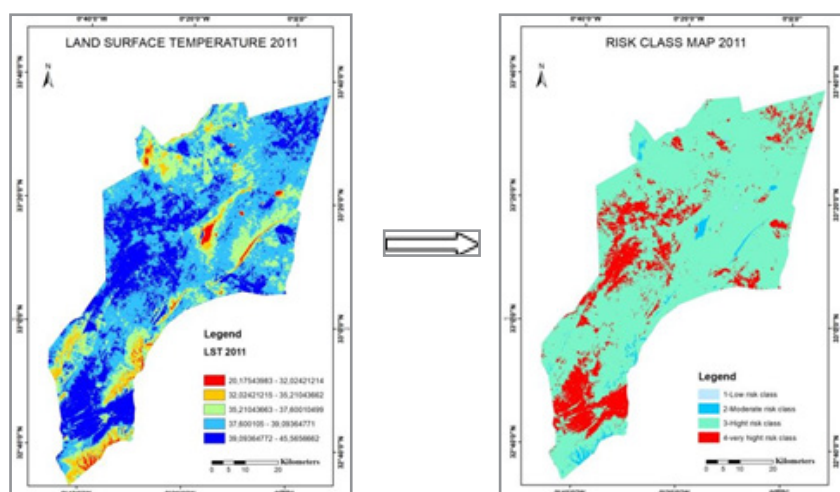 LAND SURFACE TEMPERATURE 2011
N
Legend
LST 2011
20,17543983 - 32,02421214
32,02421215 - 35,21043662
35,21043663 - 37,60010499
37,600105 - 39,09364771
39,09364772 - 45,5656662
Kilometers
0 5 10 20
RISK CLASS MAP 2011
N
Legend
1-Low risk class
2-Moderate risk class
3-Hight risk class
4-very hight risk class
Kilometers
0 5 10 20